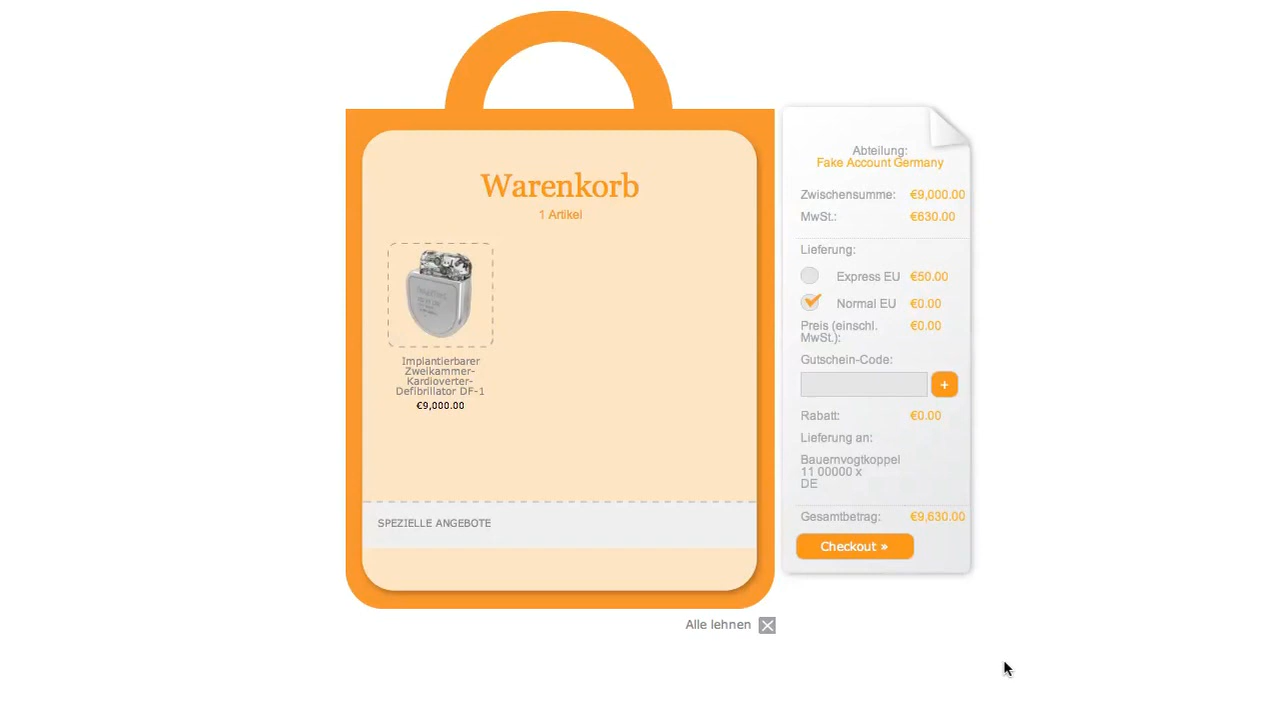 Warenkorb
1 Artikel
Implantierbarer
Zweikammer-
Kardioverter-
Defibrillator DF-1
€9,000.00
SPEZIELLE ANGEBOTE
Alle lehnen
Abteilung:
Fake Account Germany
Zwischensumme: €9,000.00
MwSt.: €630.00
Lieferung:
Express EU €50.00
Normal EU €0.00
Preis (einschl. €0.00
MwSt.):
Gutschein-Code:
+
Rabatt: €0.00
Lieferung an:
Bauernvogtkoppel
11 00000 x
DE
Gesamtbetrag: €9,630.00
Checkout »